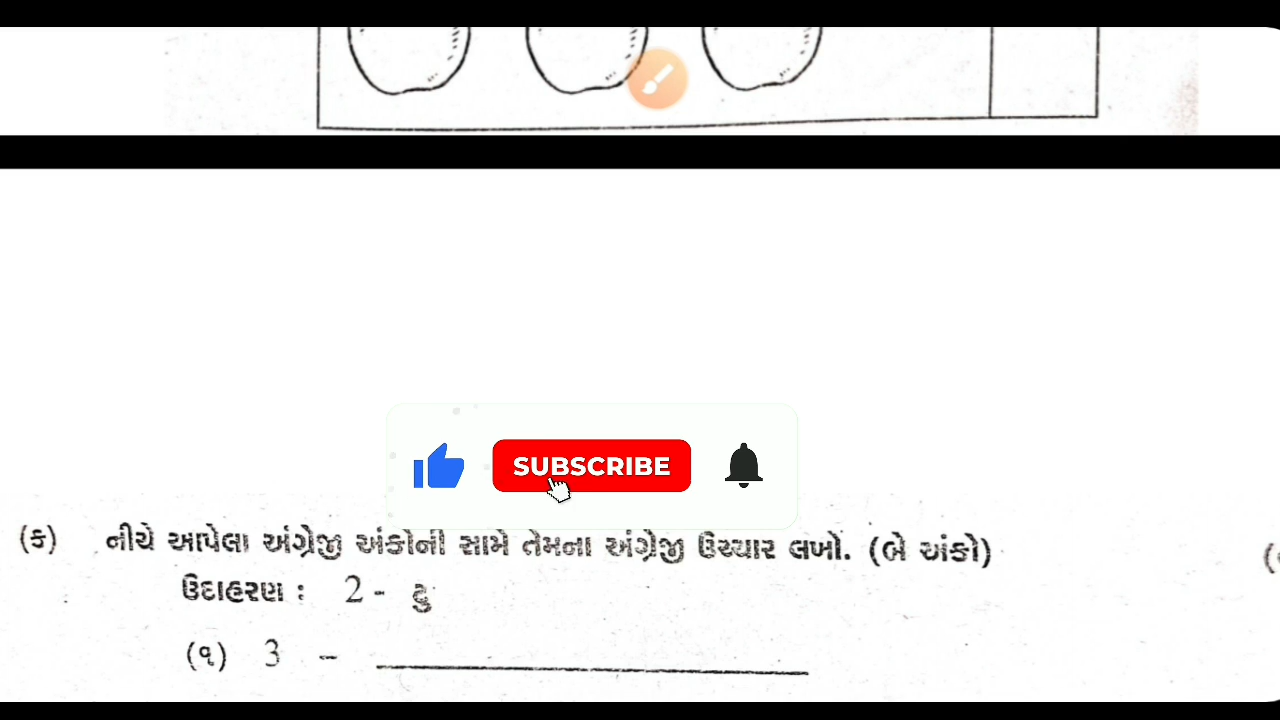 SUBSCRIBE
(ક) નીચે આપેલા અંગ્રેજી અંકોની સામે તેમના અંગ્રેજી ઉચ્ચાર લખો. (બે અંકો)
ઉદાહરણ : 2 - ટુ
(૧) 3 -